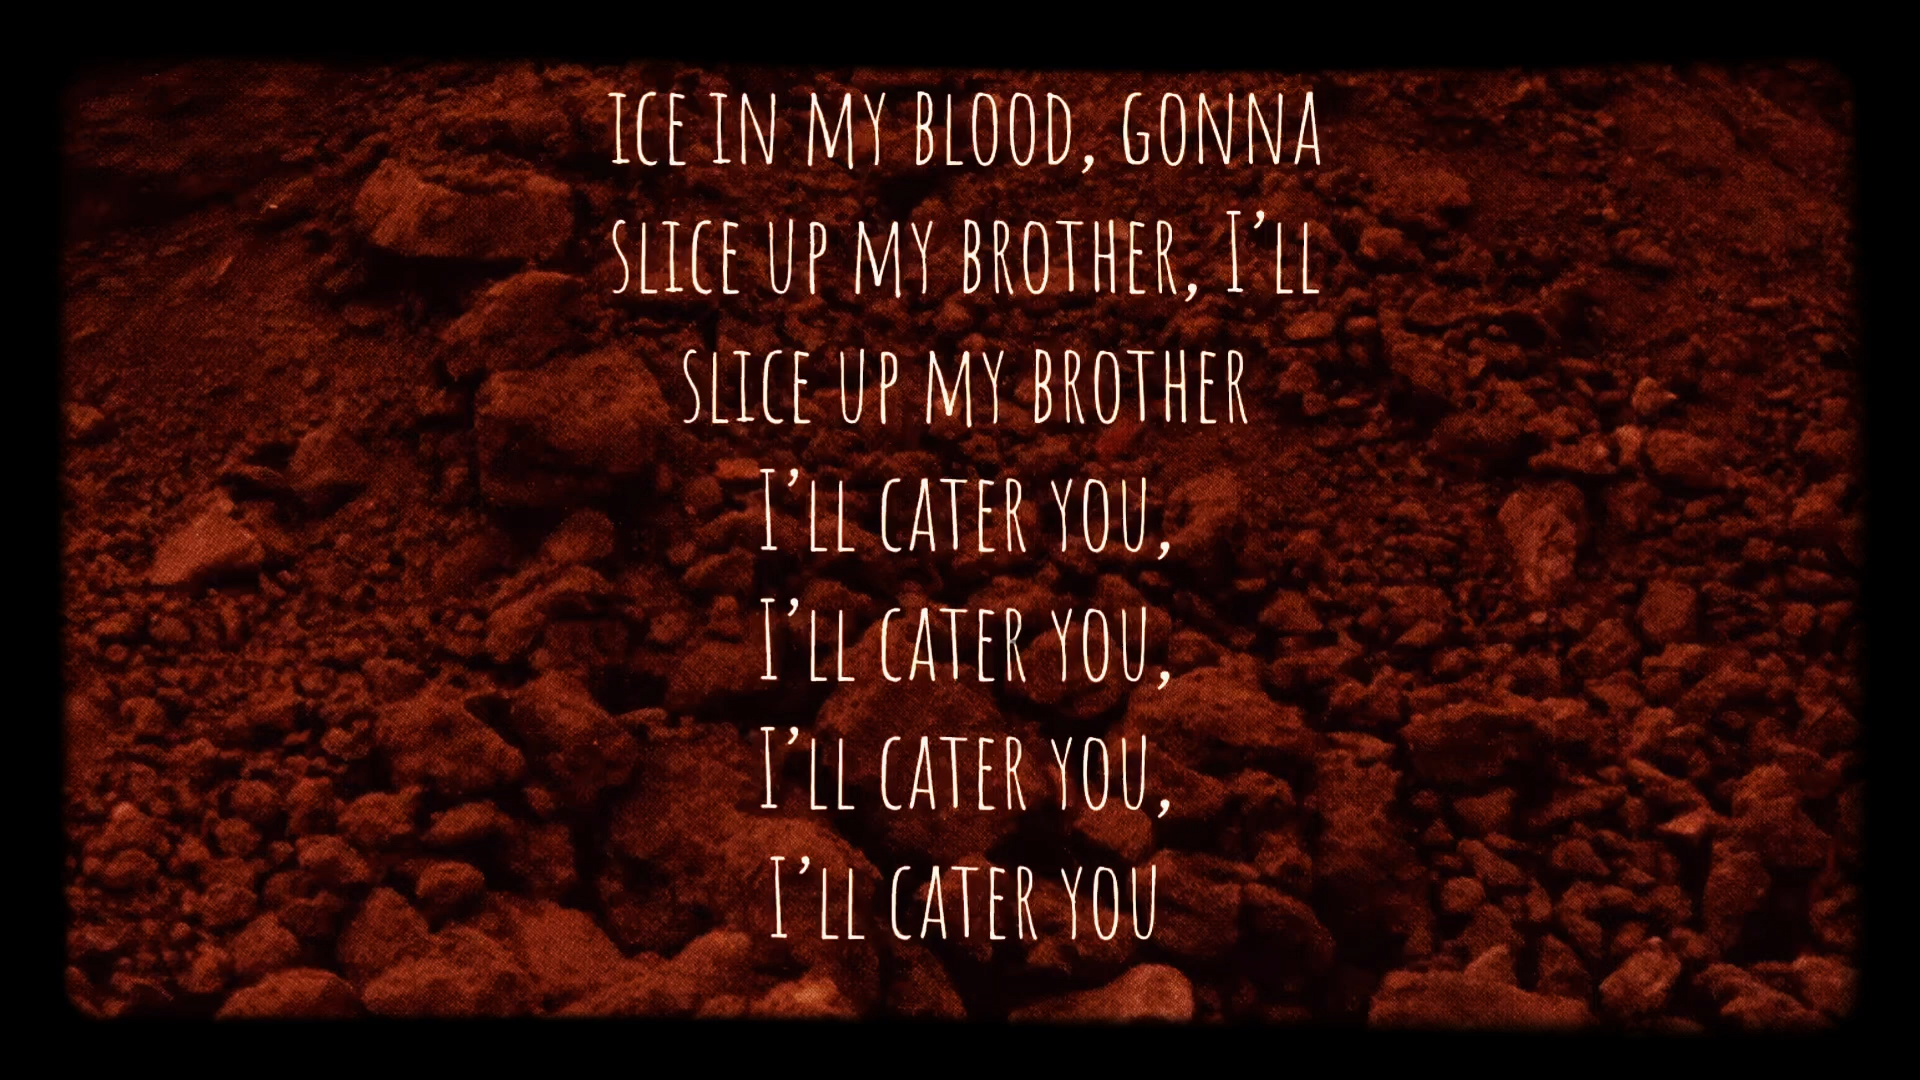 ICE IN MY BLOOD, GONNA
SLICE UP MY BROTHER, I’LL
SLICE UP MY BROTHER
I’LL CATER YOU,
I’LL CATER YOU,
I’LL CATER YOU,
I’LL CATER YOU